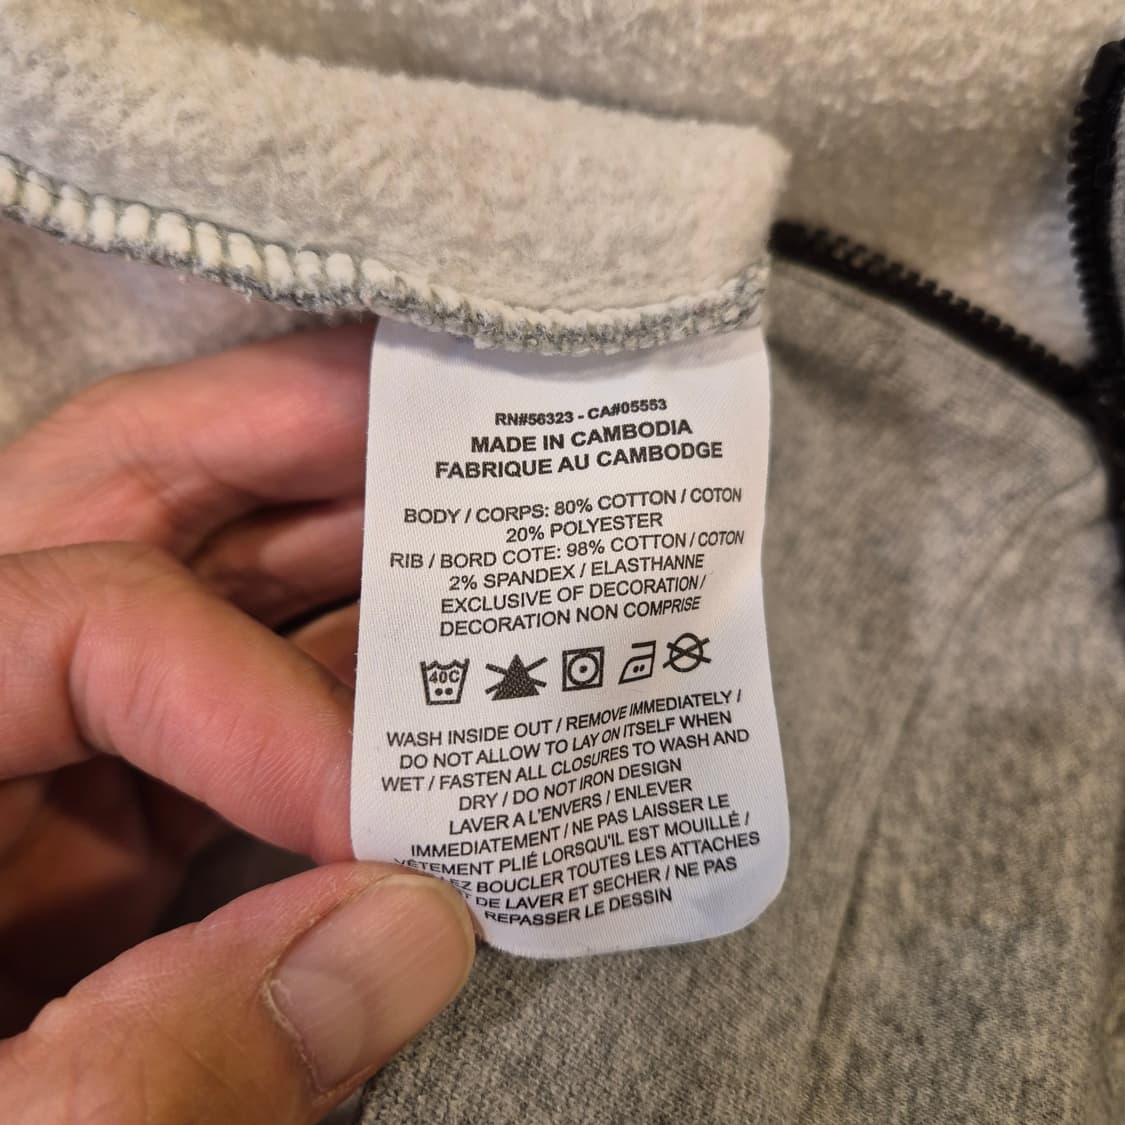 RN#56323 - CA#05553
MADE IN CAMBODIA
FABRIQUE AU CAMBODGE
BODY / CORPS: 80% COTTON / COTON
20% POLYESTER
RIB / BORD COTE: 98% COTTON / COTON
2% SPANDEX / ELASTHANNE
EXCLUSIVE OF DECORATION /
DECORATION NON COMPRISE
40C
WASH INSIDE OUT / REMOVE IMMEDIATELY /
DO NOT ALLOW TO LAY ON ITSELF WHEN
WET / FASTEN ALL CLOSURES TO WASH AND
DRY / DO NOT IRON DESIGN
LAVER A L'ENVERS / ENLEVER
IMMEDIATEMENT / NE PAS LAISSER LE
VÊTEMENT PLIÉ LORSQU'IL EST MOUILLÉ /
BOUCLER TOUTES LES ATTACHES
DE LAVER ET SECHER / NE PAS
REPASSER LE DESSIN